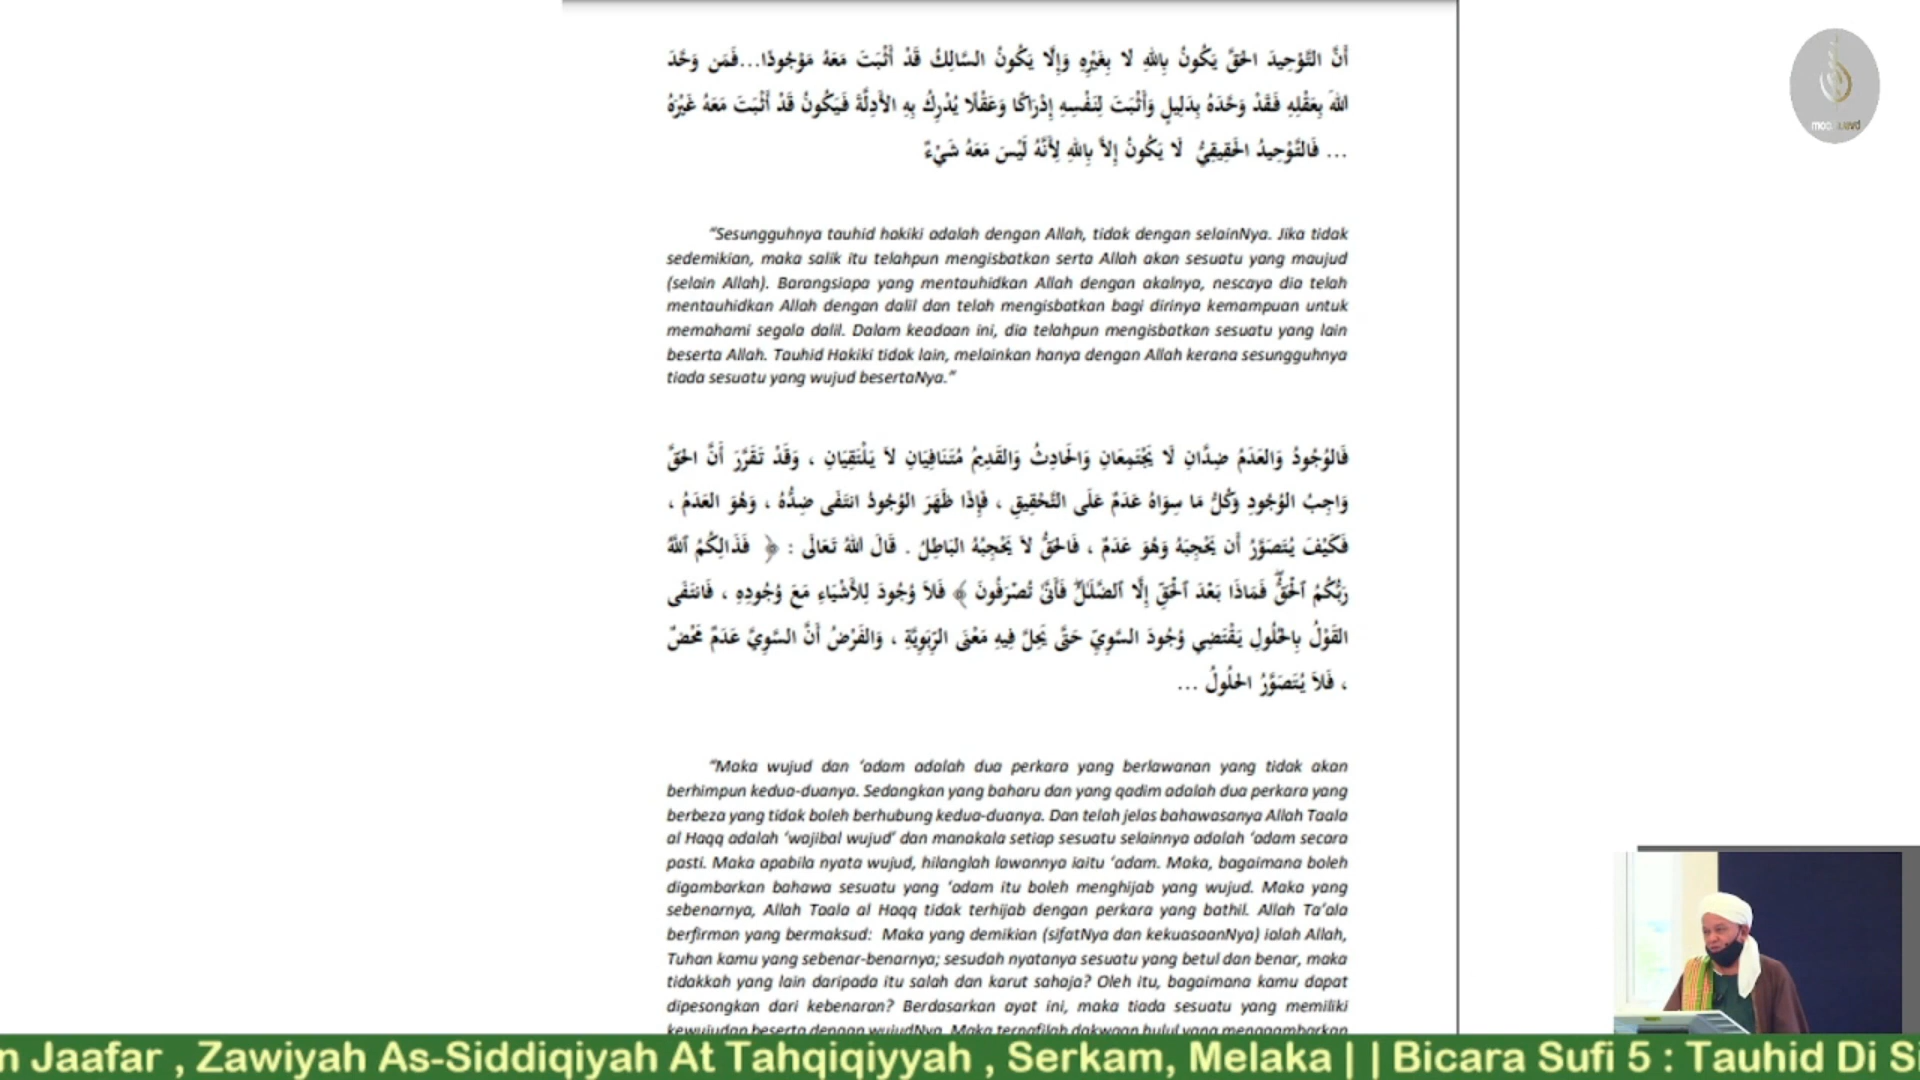 أَنَّ التَّوْحِيدَ الحَقَّ يَكُونُ بِاللهِ لا بِغَيْرِهِ وَإِلَّا يَكُونُ السَّالِكُ قَدْ أَثْبَتَ مَعَهُ مَوْجُودًا...فَمَن وَحَّدَ
اللهَ بِعَقْلِهِ فَقَدْ وَحَّدَهُ بِدَلِيلٍ وَأَثْبَتَ لِنَفْسِهِ إِدْرَاكًا وَعَقْلًا يُدْرِكُ بِهِ الأَدِلَّةَ فَيَكُونُ قَدْ أَثْبَتَ مَعَهُ غَيْرَهُ
... فَالتَّوْحِيدُ الحَقِيقِيُّ لَا يَكُونُ إِلاَّ بِاللهِ لِأَنَّهُ لَيْسَ مَعَهُ شَيْءٌ
“Sesungguhnya tauhid hakiki adalah dengan Allah, tidak dengan selainNya. Jika tidak
sedemikian, maka salik itu telahpun mengisbatkan serta Allah akan sesuatu yang maujud
(selain Allah). Barangsiapa yang mentauhidkan Allah dengan akalnya, nescaya dia telah
mentauhidkan Allah dengan dalil dan telah mengisbatkan bagi dirinya kemampuan untuk
memahami segala dalil. Dalam keadaan ini, dia telahpun mengisbatkan sesuatu yang lain
beserta Allah. Tauhid Hakiki tidak lain, melainkan hanya dengan Allah kerana sesungguhnya
tiada sesuatu yang wujud besertaNya.”
فَالوُجُودُ وَالعَدَمُ ضِدَّانِ لَا يَجْتَمِعَانِ وَالحَادِثُ وَالقَدِيمُ مُتَنَافِيَانِ لاَ يَلْتَقِيَانِ ، وَقَدْ تَقَرَّرَ أَنَّ الحَقَّ
وَاجِبُ الوُجُودِ وَكُلُّ مَا سِوَاهُ عَدَمٌ عَلَى التَّحْقِيقِ ، فَإِذَا ظَهَرَ الوُجُودُ انتَفَى ضِدُّهُ ، وَهُوَ العَدَمُ ،
فَكَيْفَ يُتَصَوَّرُ أَن يَحْجِبَهُ وَهُوَ عَدَمٌ ، فَالحَقُّ لاَ يَحْجِبُهُ البَاطِلُ . قَالَ اللهُ تَعَالَى : ﴿ فَذَالِكُمُ ٱللَّهُ
رَبُّكُمُ ٱلْحَقُّ فَمَاذَا بَعْدَ ٱلْحَقِّ إِلَّا ٱلضَّلَالُ فَأَنَّىٰ تُصْرَفُونَ ﴾ فَلاَ وُجُودَ لِلأَشْيَاءِ مَعَ وُجُودِهِ ، فَانتَفَى
القَوْلُ بِالحُلُولِ يَقْتَضِي وُجُودَ السَّوِيِّ حَتَّى يَحِلَّ فِيهِ مَعْنَى الرُّبَوِيَّةِ ، وَالفَرْضُ أَنَّ السَّوِيَّ عَدَمٌ مَحْضٌ
، فَلاَ يُتَصَوَّرُ الحُلُولُ ...
“Maka wujud dan ‘adam adalah dua perkara yang berlawanan yang tidak akan
berhimpun kedua-duanya. Sedangkan yang baharu dan yang qadim adalah dua perkara yang
berbeza yang tidak boleh berhubung kedua-duanya. Dan telah jelas bahawasanya Allah Taala
al Haqq adalah ‘wajibal wujud’ dan manakala setiap sesuatu selainnya adalah ‘adam secara
pasti. Maka apabila nyata wujud, hilanglah lawannya iaitu ‘adam. Maka, bagaimana boleh
digambarkan bahawa sesuatu yang ‘adam itu boleh menghijab yang wujud. Maka yang
sebenarnya, Allah Taala al Haqq tidak terhijab dengan perkara yang bathil. Allah Ta’ala
berfirman yang bermaksud: Maka yang demikian (sifatNya dan kekuasaanNya) ialah Allah,
Tuhan kamu yang sebenar-benarnya; sesudah nyatanya sesuatu yang betul dan benar, maka
tidakkah yang lain daripada itu salah dan karut sahaja? Oleh itu, bagaimana kamu dapat
dipesongkan dari kebenaran? Berdasarkan ayat ini, maka tiada sesuatu yang memiliki
kewujudan beserta dengan wujudNya. Maka ternafilah dakwaan hulul yang menggambarkan
n Jaafar , Zawiyah As-Siddiqiyah At Tahqiqiyyah , Serkam, Melaka | | Bicara Sufi 5 : Tauhid Di Si